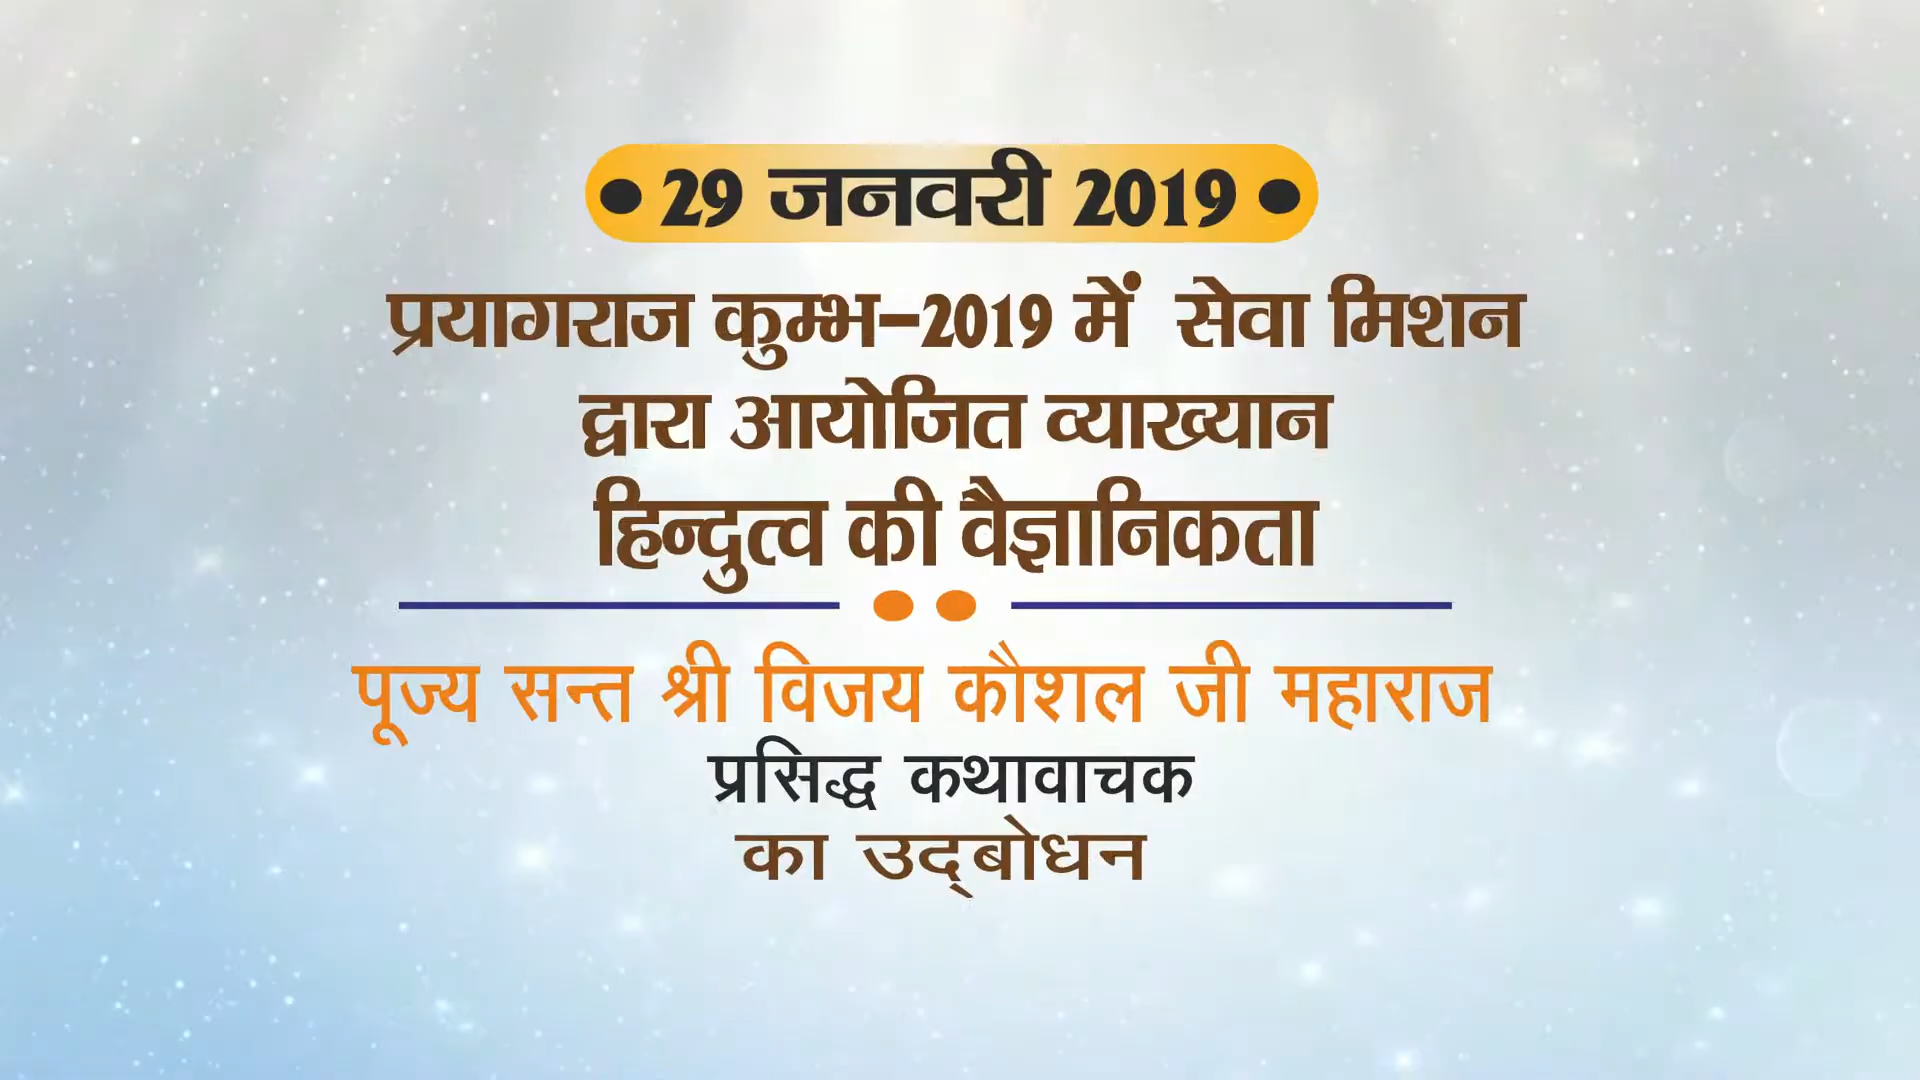 • 29 जनवरी 2019 •
प्रयागराज कुम्भ-2019 में सेवा मिशन
द्वारा आयोजित व्याख्यान
हिन्दुत्व की वैज्ञानिकता
पूज्य सन्त श्री विजय कौशल जी महाराज
प्रसिद्ध कथावाचक
का उद्‌बोधन